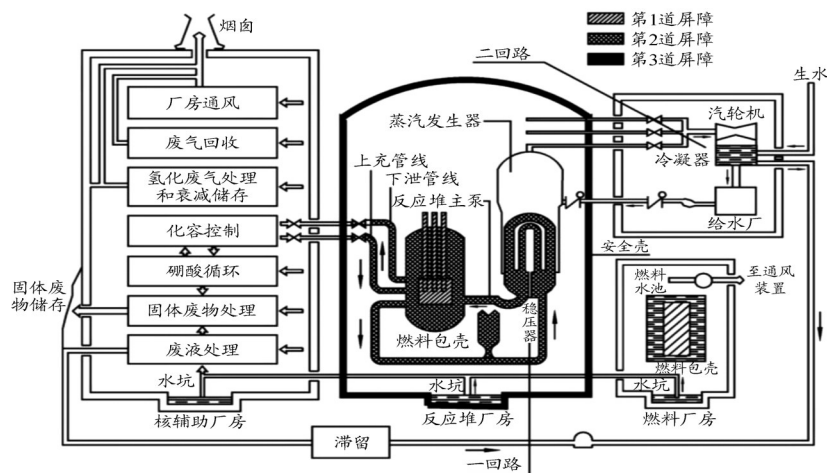 烟囱
第1道屏障
第2道屏障
第3道屏障
二回路
生水
厂房通风
废气回收
氢化废气处理
和衰减储存
化容控制
硼酸循环
固体废物处理
废液处理
固体废
物储存
水坑
核辅助厂房
蒸汽发生器
上充管线
下泄管线
反应堆主泵
燃料包壳
稳压器
安全壳
水坑
反应堆厂房
汽轮机
冷凝器
给水厂
燃料
水池
至通风
装置
燃料包壳
水坑
燃料厂房
滞留
一回路